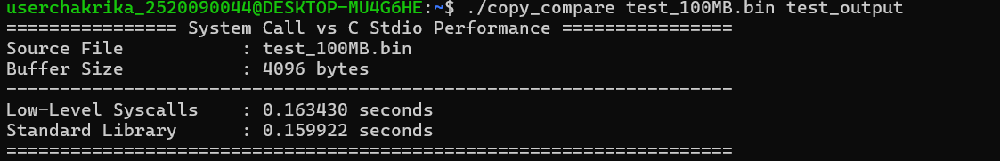 userchakrika_2520090044@DESKTOP-MU4G6HE:~$ ./copy_compare test_100MB.bin test_output
================ System Call vs C Stdio Performance ================
Source File           : test_100MB.bin
Buffer Size           : 4096 bytes
--------------------------------------------------------------------
Low-Level Syscalls    : 0.163430 seconds
Standard Library      : 0.159922 seconds
====================================================================